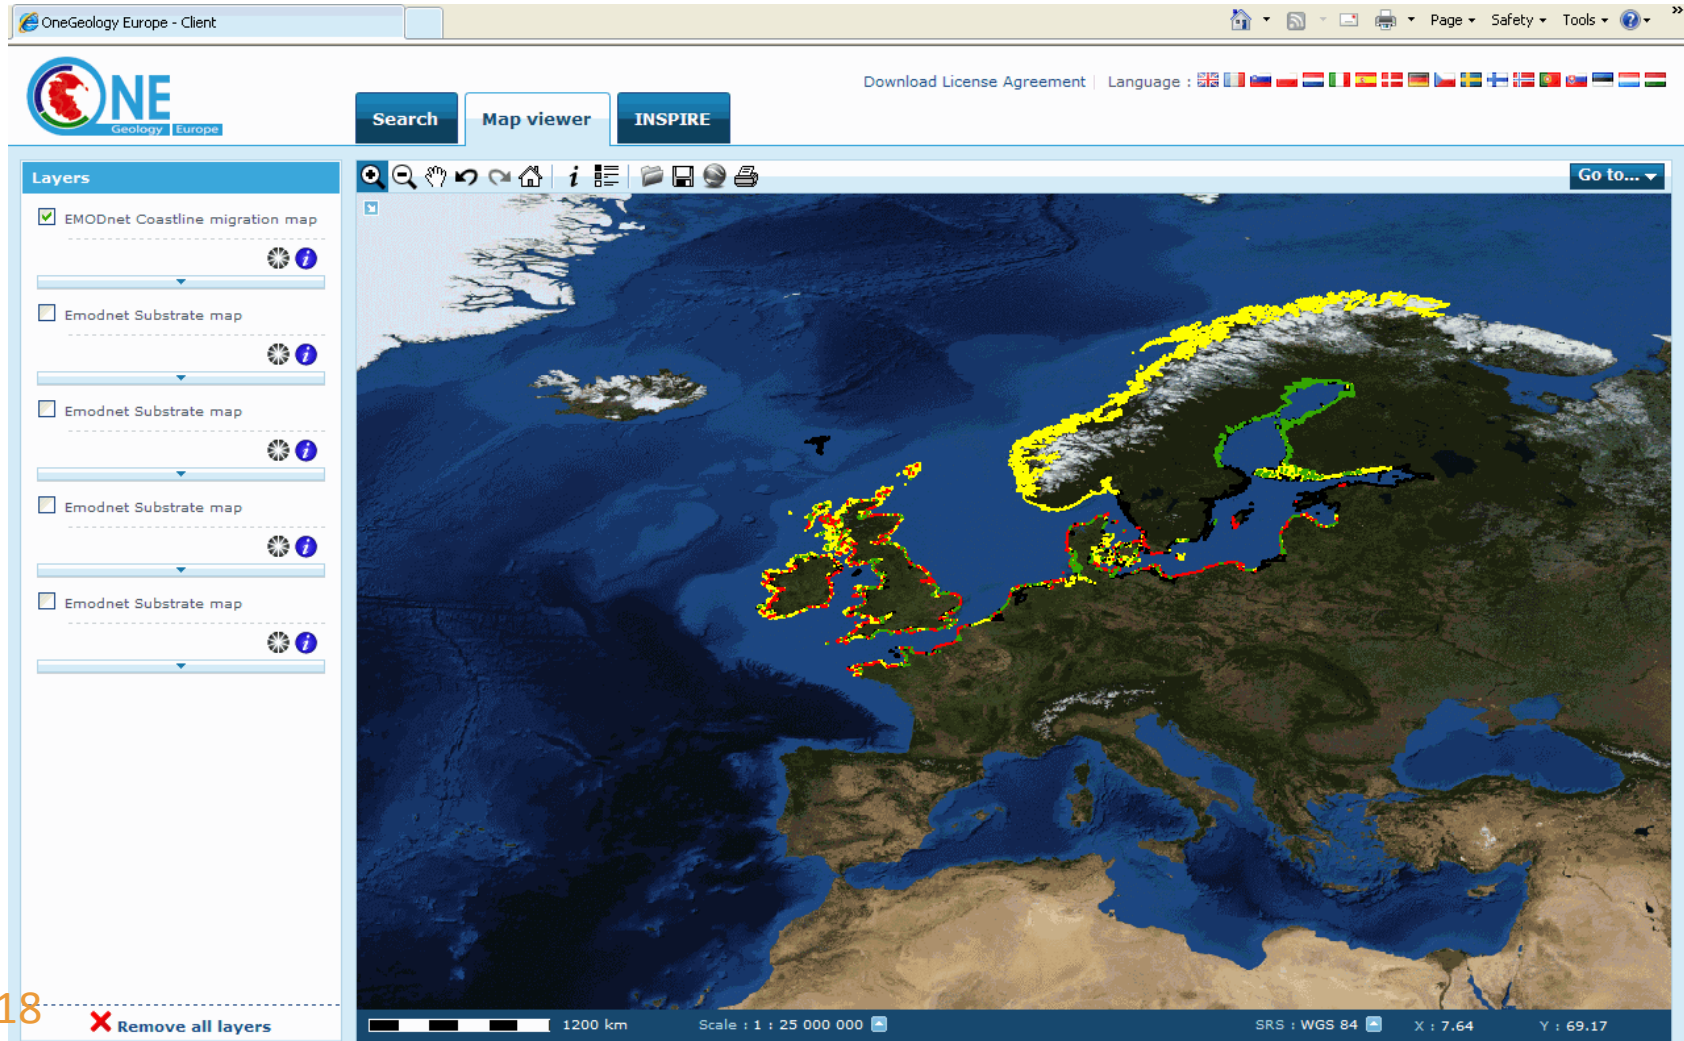 OneGeology Europe - Client
Page Safety Tools
ONE
Geology Europe
Download License Agreement Language :
Search Map viewer INSPIRE
Layers
Go to...
EMODnet Coastline migration map
Emodnet Substrate map
Emodnet Substrate map
Emodnet Substrate map
Emodnet Substrate map
18
Remove all layers
1200 km Scale : 1 : 25 000 000 SRS : WGS 84 X : 7.64 Y : 69.17